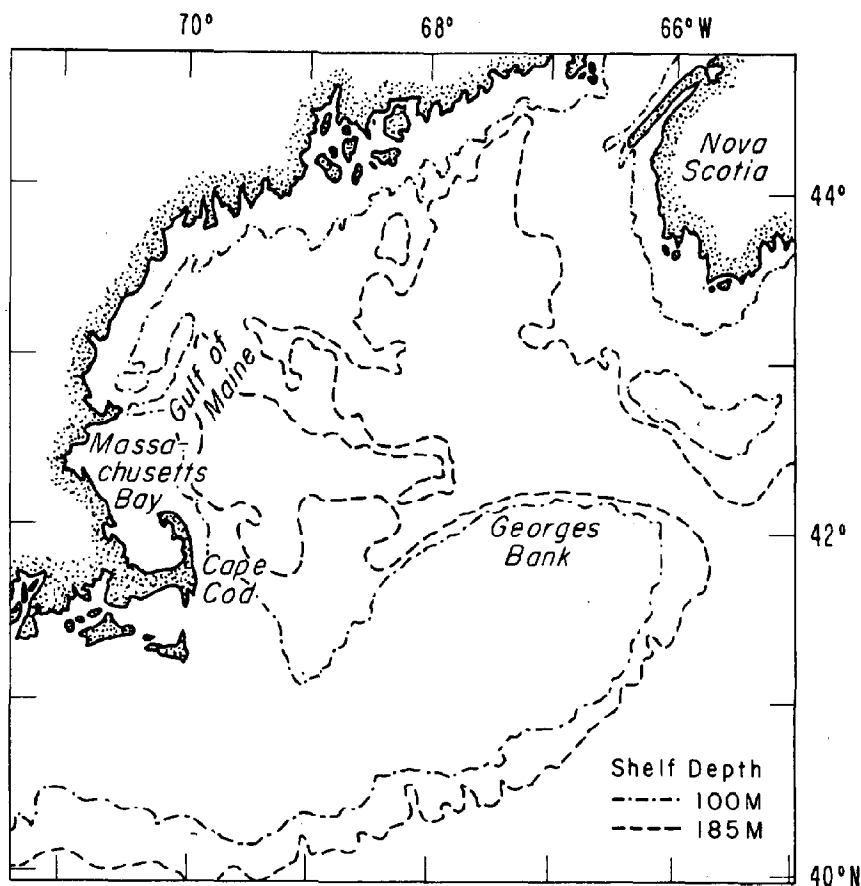 70°
68°
66°W
Nova
Scotia
44°
Gulf of
Maine
Massa-
chusetts
Bay
Georges
Bank
42°
Cape
Cod
Shelf Depth
100M
185M
40°N